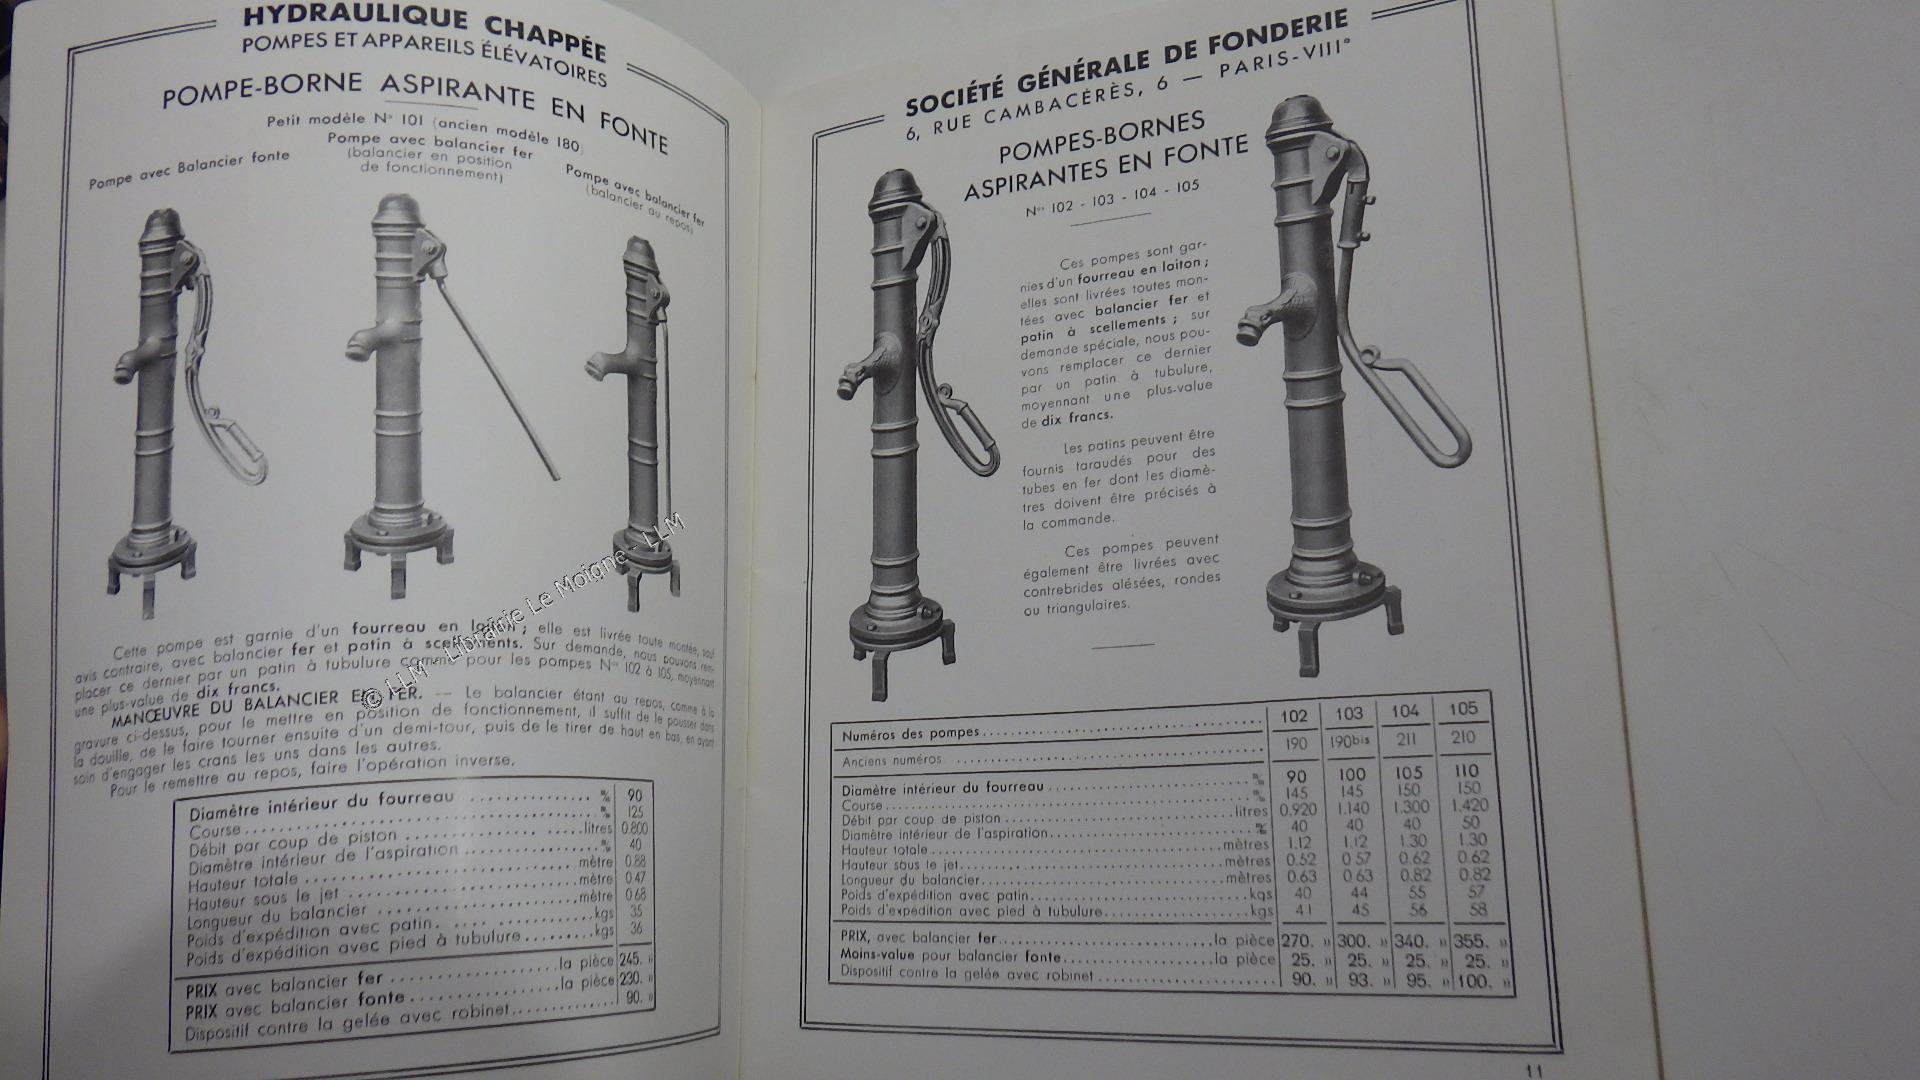 HYDRAULIQUE CHAPPÉE
POMPES ET APPAREILS ÉLÉVATOIRES
POMPE-BORNE ASPIRANTE EN FONTE
Petit modèle N° 101 (ancien modèle 180)
Pompe avec Balancier fonte
Pompe avec balancier fer
(balancier en position
de fonctionnement)
Pompe avec balancier fer
(balancier au repos)
Cette pompe est garnie d'un fourreau en laiton ; elle est livrée toute montée, sauf
avis contraire, avec balancier fer et patin à scellements. Sur demande, nous pouvons rem-
placer ce dernier par un patin à tubulure comme pour les pompes Nos 102 à 105, moyennant
une plus-value de dix francs.
MANŒUVRE DU BALANCIER EN FER. — Le balancier étant au repos, comme à la
gravure ci-dessus, pour le mettre en position de fonctionnement, il suffit de le pousser dans
la douille, de le faire tourner ensuite d'un demi-tour, puis de le tirer de haut en bas, en ayant
soin d'engager les crans les uns dans les autres.
Pour le remettre au repos, faire l'opération inverse.
Diamètre intérieur du fourreau 90
Course 125
Débit par coup de piston litres 0.800
Diamètre intérieur de l'aspiration 40
Hauteur totale mètre 0.88
Hauteur sous le jet mètre 0.47
Longueur du balancier mètre 0.68
Poids d'expédition avec patin kgs 35
Poids d'expédition avec pied à tubulure kgs 36
PRIX avec balancier fer la pièce 245. »
PRIX avec balancier fonte la pièce 230. »
Dispositif contre la gelée avec robinet 90. »
© LLM - Librairie Le Moigne - LLM
SOCIÉTÉ GÉNÉRALE DE FONDERIE
6, RUE CAMBACÉRÈS, 6 — PARIS-VIII°
POMPES-BORNES
ASPIRANTES EN FONTE
Nos 102 - 103 - 104 - 105
Ces pompes sont gar-
nies d'un fourreau en laiton ;
elles sont livrées toutes mon-
tées avec balancier fer et
patin à scellements ; sur
demande spéciale, nous pou-
vons remplacer ce dernier
par un patin à tubulure,
moyennant une plus-value
de dix francs.
Les patins peuvent être
fournis taraudés pour des
tubes en fer dont les diamè-
tres doivent être précisés à
la commande.
Ces pompes peuvent
également être livrées avec
contrebrides alésées, rondes
ou triangulaires.
Numéros des pompes 102 103 104 105
Anciens numéros 190 190bis 211 210
Diamètre intérieur du fourreau 90 100 105 110
Course 145 145 150 150
Débit par coup de piston litres 0.920 1.140 1.300 1.420
Diamètre intérieur de l'aspiration 40 40 40 50
Hauteur totale mètres 1.12 1.12 1.30 1.30
Hauteur sous le jet mètres 0.52 0 57 0.62 0.62
Longueur du balancier mètres 0.63 0 63 0.82 0.82
Poids d'expédition avec patin kgs 40 44 55 57
Poids d'expédition avec pied à tubulure kgs 41 45 56 58
PRIX, avec balancier fer la pièce 270. » 300. » 340. » 355. »
Moins-value pour balancier fonte la pièce 25. » 25. » 25. » 25. »
Dispositif contre la gelée avec robinet 90. » 93. » 95. » 100. »
11